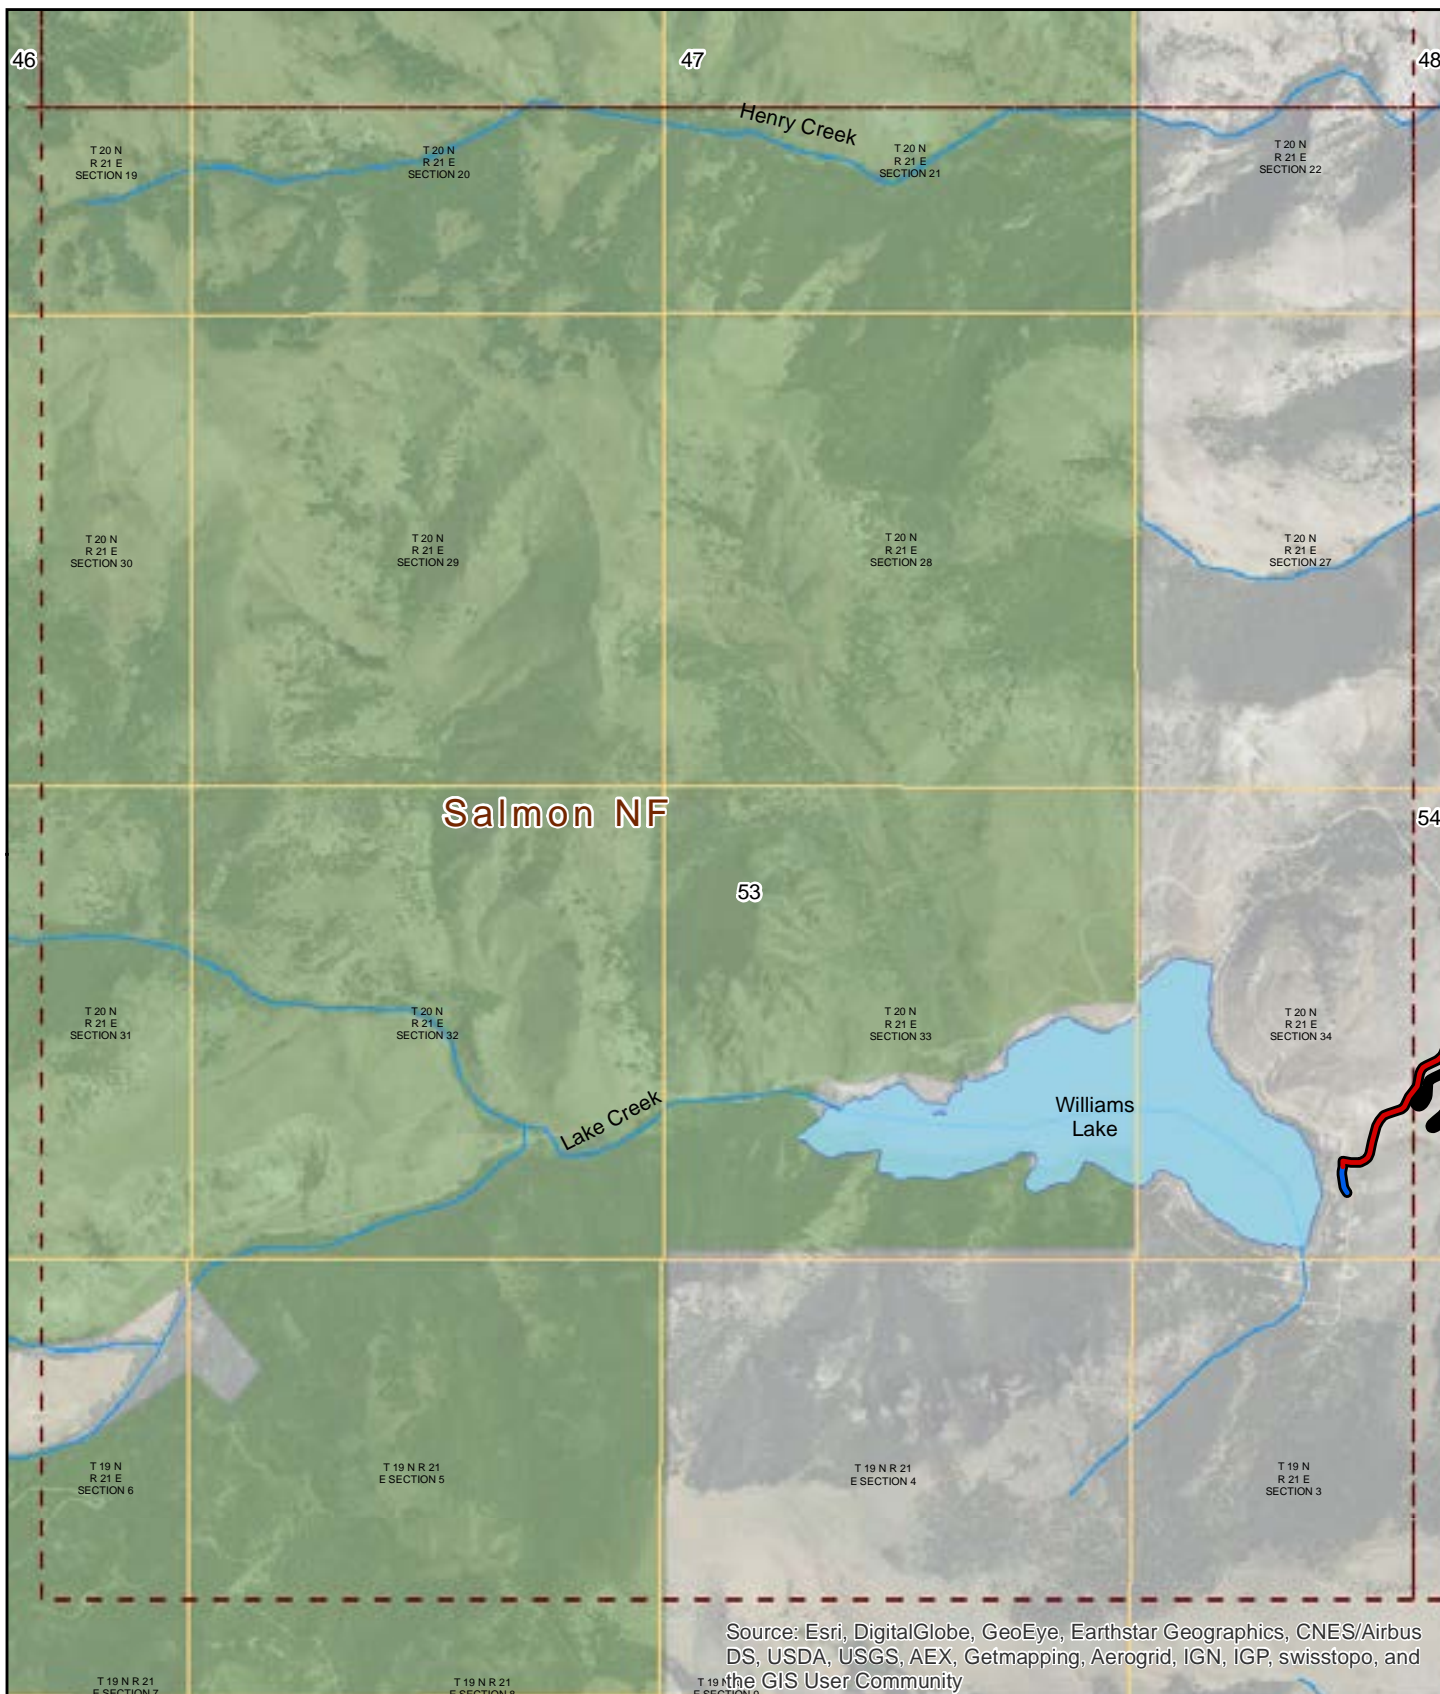 46
47
48
Henry Creek
T 20 N
R 21 E
SECTION 19
T 20 N
R 21 E
SECTION 20
T 20 N
R 21 E
SECTION 21
T 20 N
R 21 E
SECTION 22
T 20 N
R 21 E
SECTION 30
T 20 N
R 21 E
SECTION 29
T 20 N
R 21 E
SECTION 28
T 20 N
R 21 E
SECTION 27
Salmon NF
54
53
T 20 N
R 21 E
SECTION 31
T 20 N
R 21 E
SECTION 32
T 20 N
R 21 E
SECTION 33
T 20 N
R 21 E
SECTION 34
Lake Creek
Williams
Lake
T 19 N
R 21 E
SECTION 6
T 19 N R 21
E SECTION 5
T 19 N R 21
E SECTION 4
T 19 N
R 21 E
SECTION 3
Source: Esri, DigitalGlobe, GeoEye, Earthstar Geographics, CNES/Airbus
DS, USDA, USGS, AEX, Getmapping, Aerogrid, IGN, IGP, swisstopo, and
the GIS User Community
T 19 N R 21
E SECTION 7
T 19 N R 21
E SECTION 8